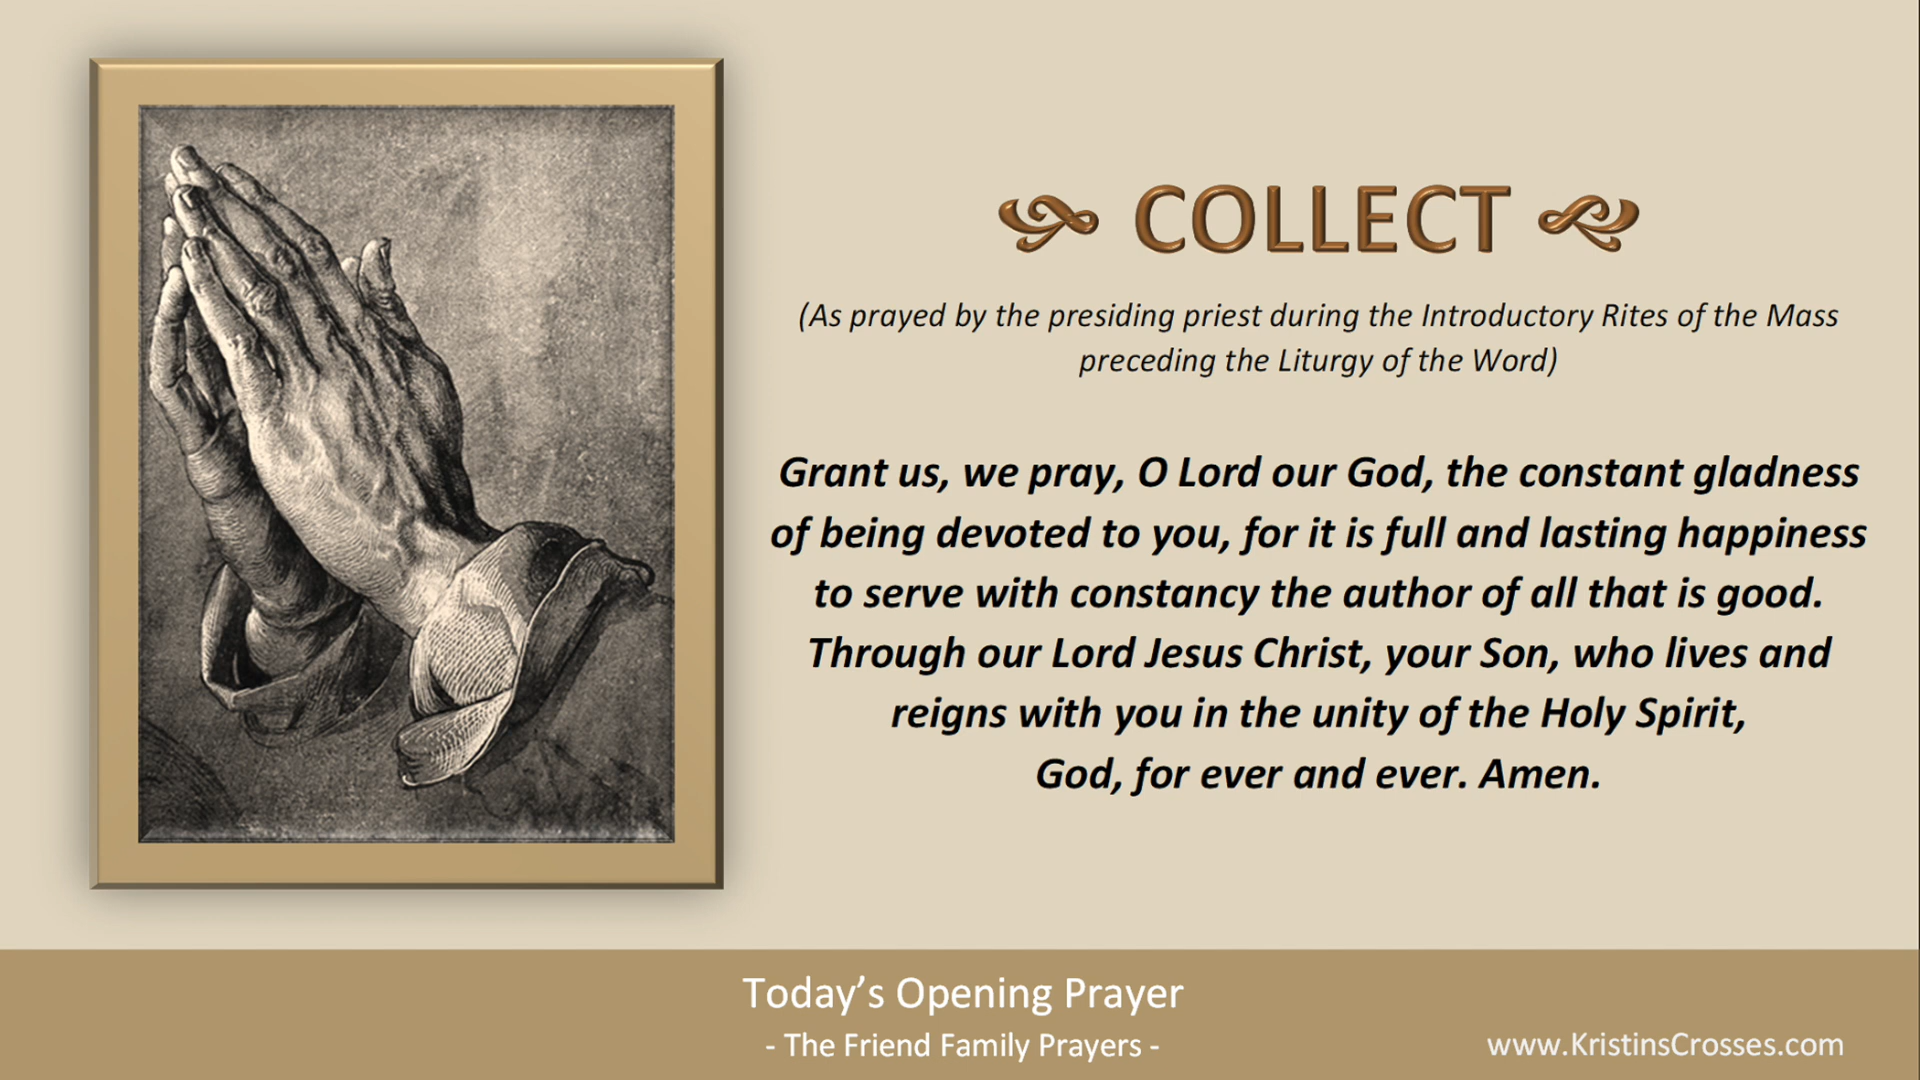 COLLECT
(As prayed by the presiding priest during the Introductory Rites of the Mass
preceding the Liturgy of the Word)
Grant us, we pray, O Lord our God, the constant gladness
of being devoted to you, for it is full and lasting happiness
to serve with constancy the author of all that is good.
Through our Lord Jesus Christ, your Son, who lives and
reigns with you in the unity of the Holy Spirit,
God, for ever and ever. Amen.
Today’s Opening Prayer
- The Friend Family Prayers -
www.KristinsCrosses.com